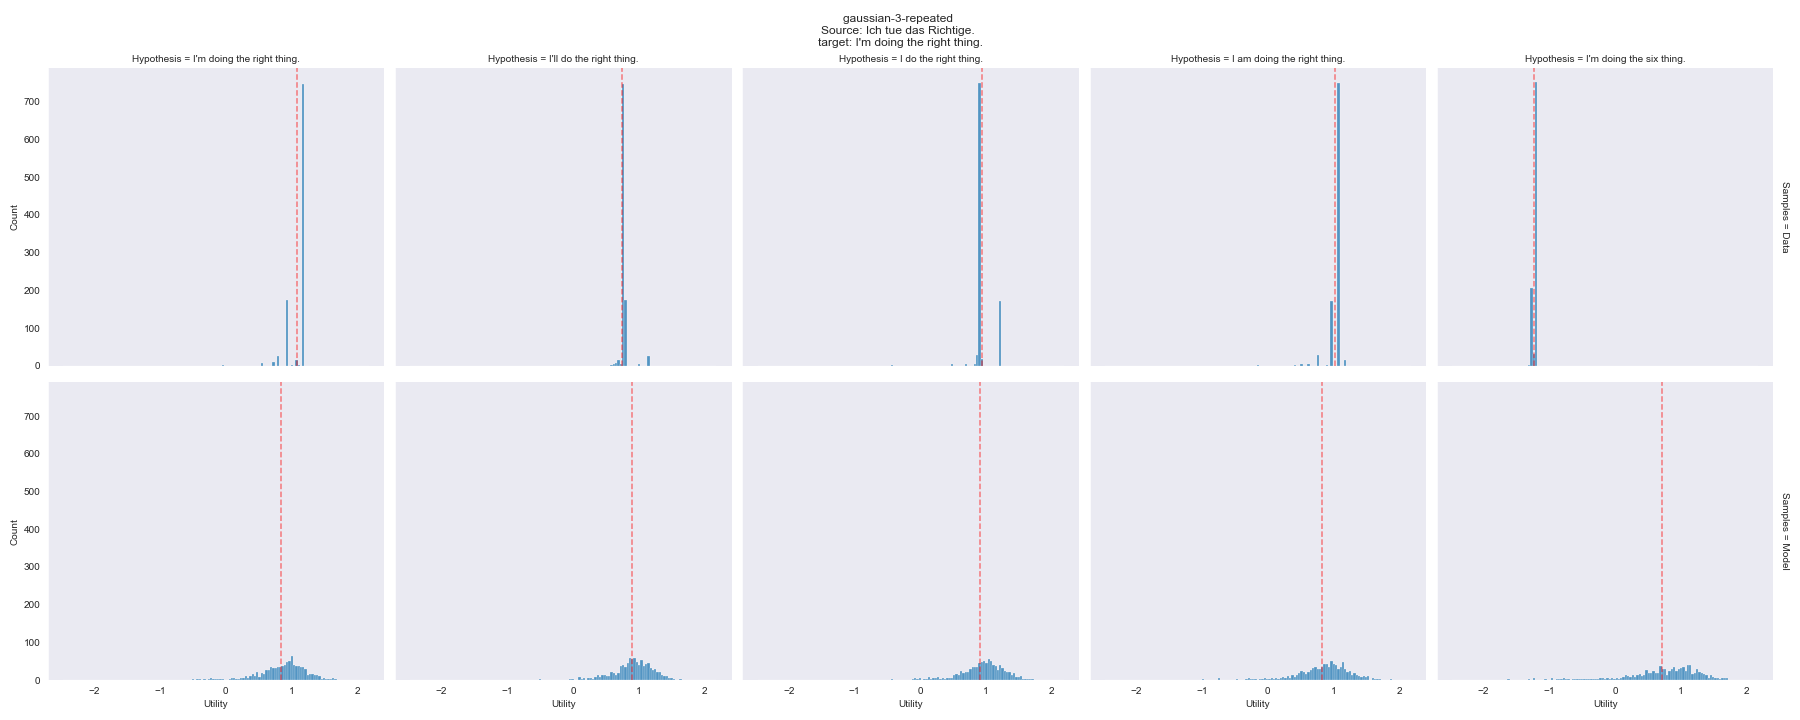 gaussian-3-repeated
Source: Ich tue das Richtige.
target: I'm doing the right thing.
Hypothesis = I'm doing the right thing.
Hypothesis = I'll do the right thing.
Hypothesis = I do the right thing.
Hypothesis = I am doing the right thing.
Hypothesis = I'm doing the six thing.
700
600
500
400
300
200
100
0
Count
Samples = Data
700
600
500
400
300
200
100
0
Count
Samples = Model
−2 −1 0 1 2
−2 −1 0 1 2
−2 −1 0 1 2
−2 −1 0 1 2
−2 −1 0 1 2
Utility
Utility
Utility
Utility
Utility